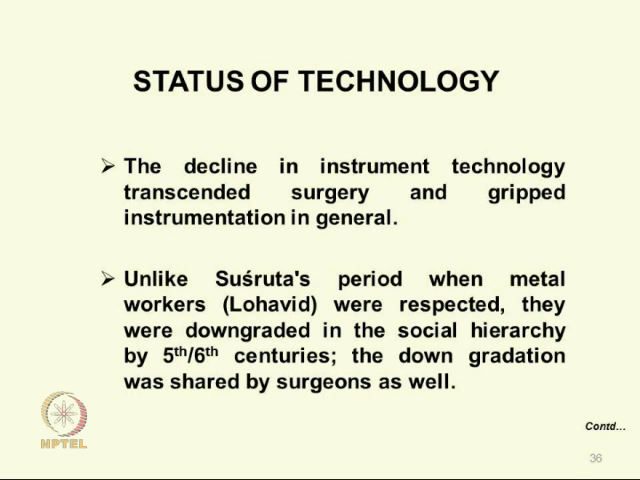 STATUS OF TECHNOLOGY
➢ The decline in instrument technology
transcended surgery and gripped
instrumentation in general.
➢ Unlike Suśruta's period when metal
workers (Lohavid) were respected, they
were downgraded in the social hierarchy
by 5th/6th centuries; the down gradation
was shared by surgeons as well.
NPTEL
Contd…
36